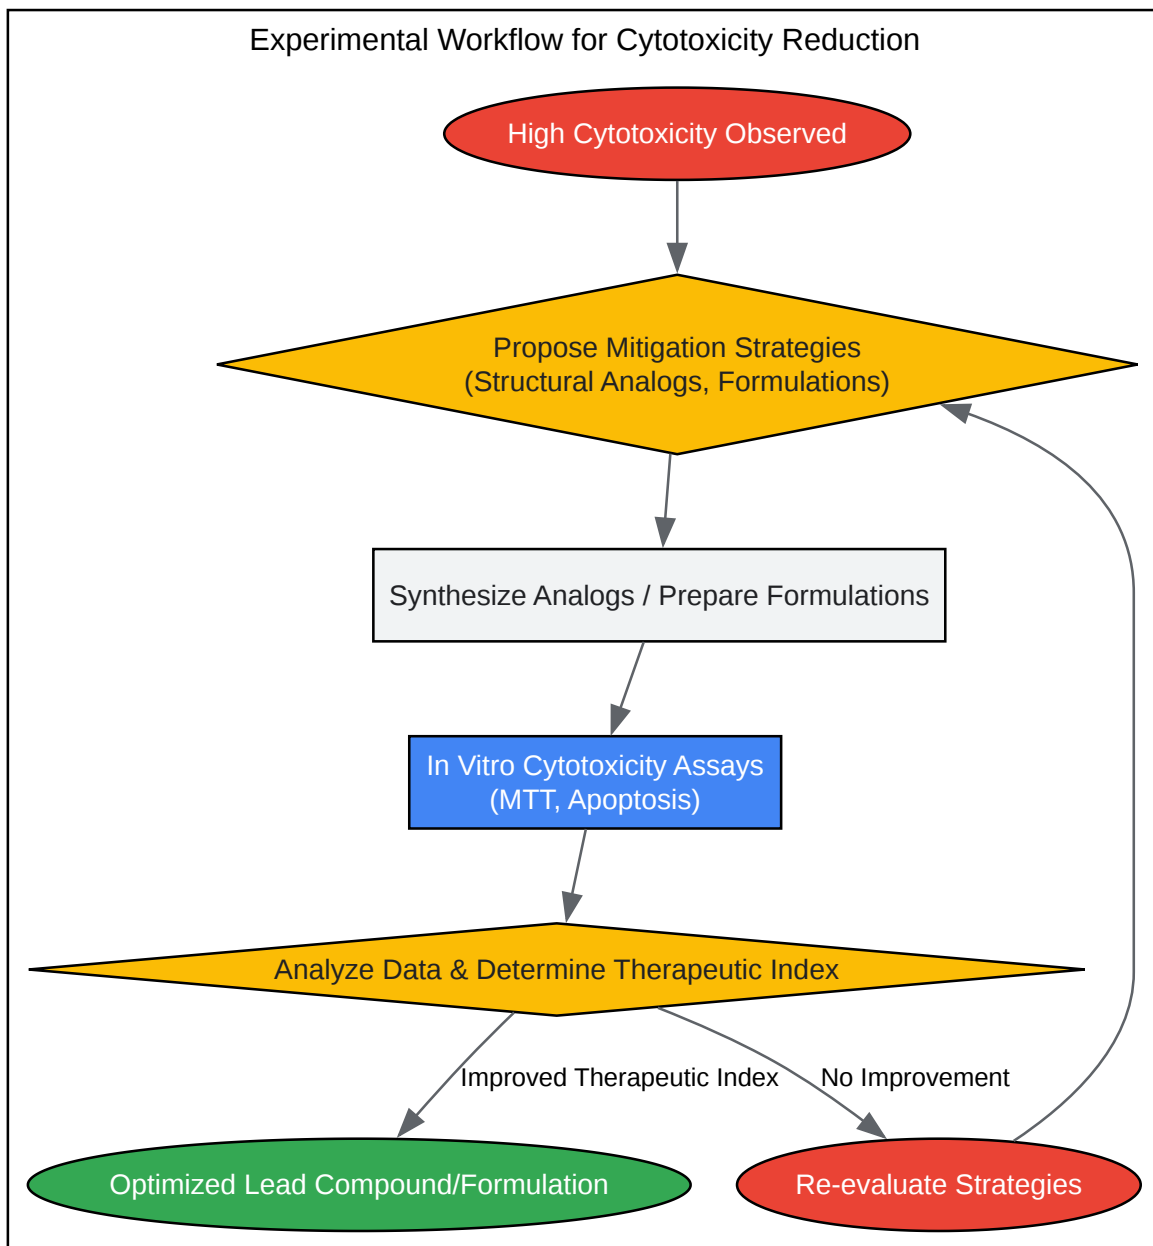 Experimental Workflow for Cytotoxicity Reduction
High Cytotoxicity Observed
Propose Mitigation Strategies
(Structural Analogs, Formulations)
Synthesize Analogs / Prepare Formulations
In Vitro Cytotoxicity Assays
(MTT, Apoptosis)
Analyze Data & Determine Therapeutic Index
Improved Therapeutic Index
No Improvement
Optimized Lead Compound/Formulation
Re-evaluate Strategies